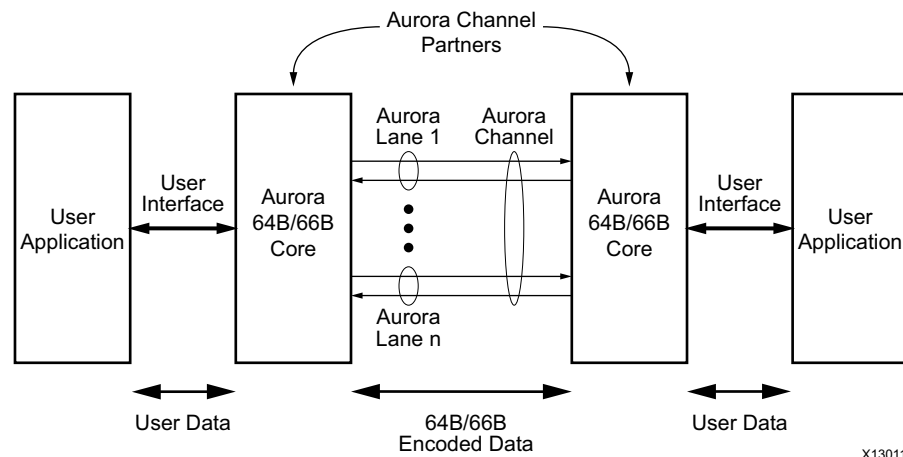 Aurora Channel
Partners
Aurora
Lane 1
Aurora
Channel
User
Application
User
Interface
Aurora
64B/66B
Core
Aurora
64B/66B
Core
User
Interface
User
Application
Aurora
Lane n
User Data
64B/66B
Encoded Data
User Data
X13011